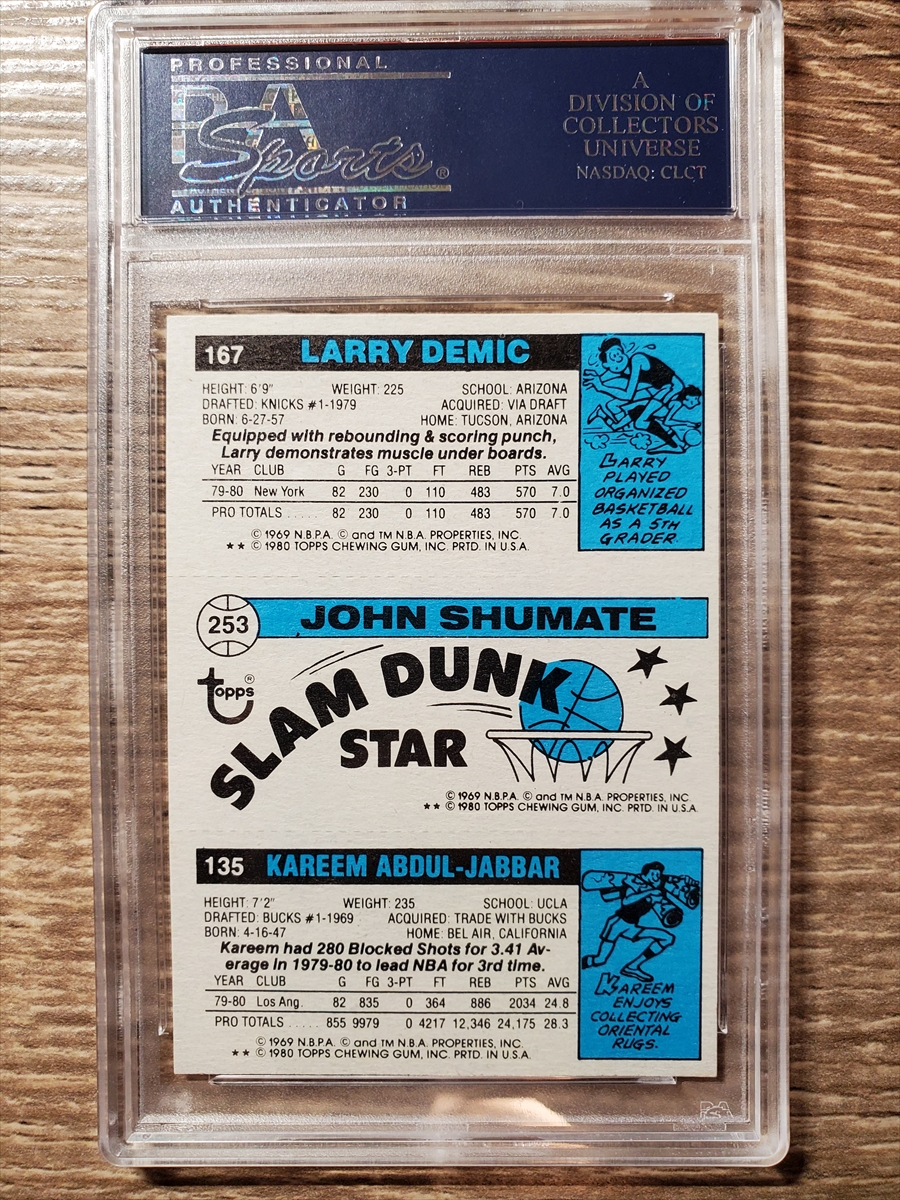 PROFESSIONAL
PSA
Sports®
AUTHENTICATOR
A
DIVISION OF
COLLECTORS
UNIVERSE
NASDAQ: CLCT
167 LARRY DEMIC
HEIGHT: 6'9" WEIGHT: 225 SCHOOL: ARIZONA
DRAFTED: KNICKS #1-1979 ACQUIRED: VIA DRAFT
BORN: 6-27-57 HOME: TUCSON, ARIZONA
Equipped with rebounding & scoring punch,
Larry demonstrates muscle under boards.
YEAR CLUB G FG 3-PT FT REB PTS AVG
79-80 New York 82 230 0 110 483 570 7.0
PRO TOTALS ..... 82 230 0 110 483 570 7.0
© 1969 N.B.P.A. © and TM N.B.A. PROPERTIES, INC.
★★ © 1980 TOPPS CHEWING GUM, INC. PRTD. IN U.S.A.
LARRY
PLAYED
ORGANIZED
BASKETBALL
AS A 5TH
GRADER.
253 JOHN SHUMATE
topps®
SLAM DUNK
STAR
© 1969 N.B.P.A. © and TM N.B.A. PROPERTIES, INC.
★★ © 1980 TOPPS CHEWING GUM, INC. PRTD. IN U.S.A.
135 KAREEM ABDUL-JABBAR
HEIGHT: 7'2" WEIGHT: 235 SCHOOL: UCLA
DRAFTED: BUCKS #1-1969 ACQUIRED: TRADE WITH BUCKS
BORN: 4-16-47 HOME: BEL AIR, CALIFORNIA
Kareem had 280 Blocked Shots for 3.41 Av-
erage in 1979-80 to lead NBA for 3rd time.
YEAR CLUB G FG 3-PT FT REB PTS AVG
79-80 Los Ang. 82 835 0 364 886 2034 24.8
PRO TOTALS ..... 855 9979 0 4217 12,346 24,175 28.3
© 1969 N.B.P.A. © and TM N.B.A. PROPERTIES, INC.
★★ © 1980 TOPPS CHEWING GUM, INC. PRTD. IN U.S.A.
KAREEM
ENJOYS
COLLECTING
ORIENTAL
RUGS.
PSA